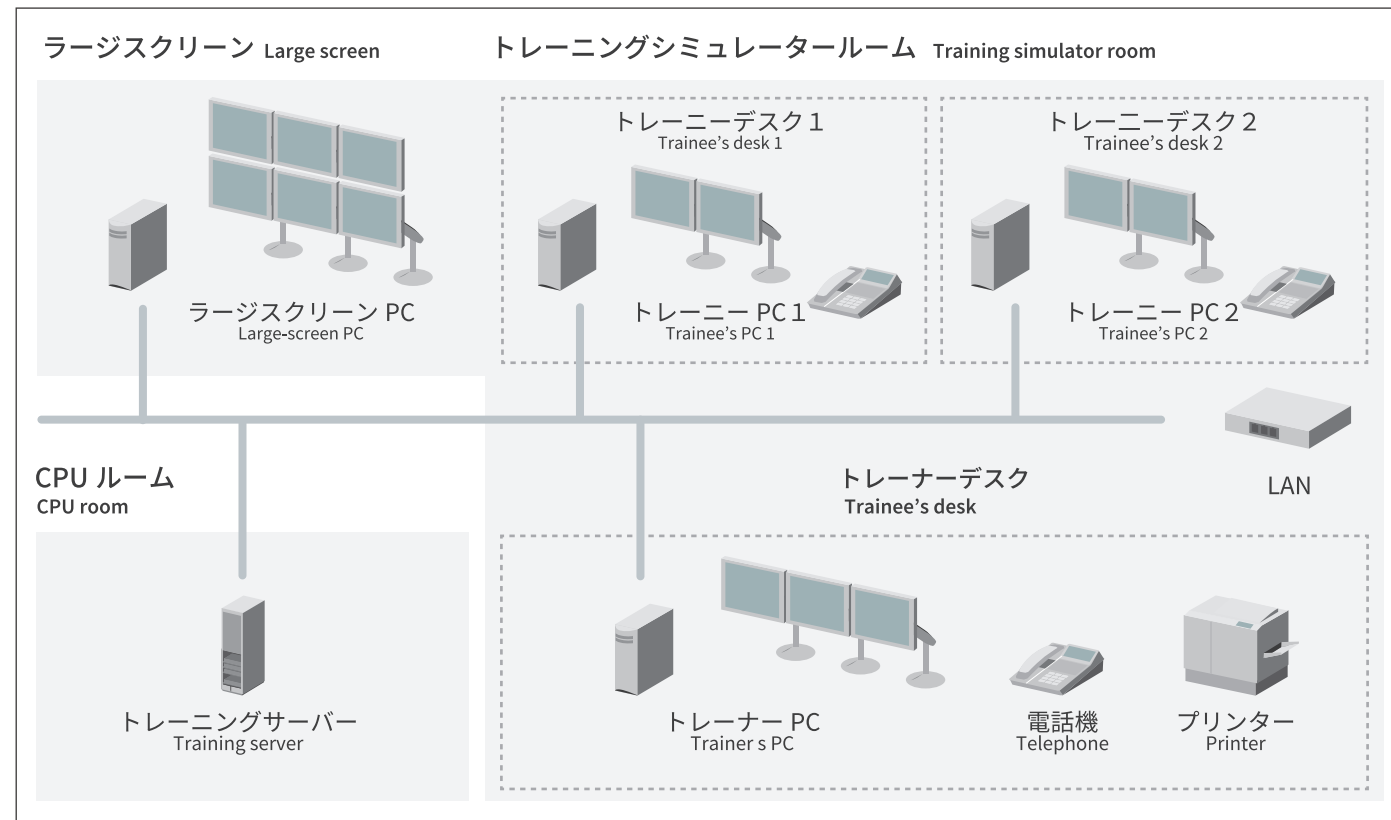 ラージスクリーン Large screen
トレーニングシミュレータールーム Training simulator room
トレーニーデスク1
Trainee's desk 1
トレーニーデスク2
Trainee's desk 2
ラージスクリーン PC
Large-screen PC
トレーニー PC1
Trainee's PC 1
トレーニー PC2
Trainee's PC 2
CPU ルーム
CPU room
トレーナーデスク
Trainee's desk
LAN
トレーニングサーバー
Training server
トレーナー PC
Trainer s PC
電話機
Telephone
プリンター
Printer